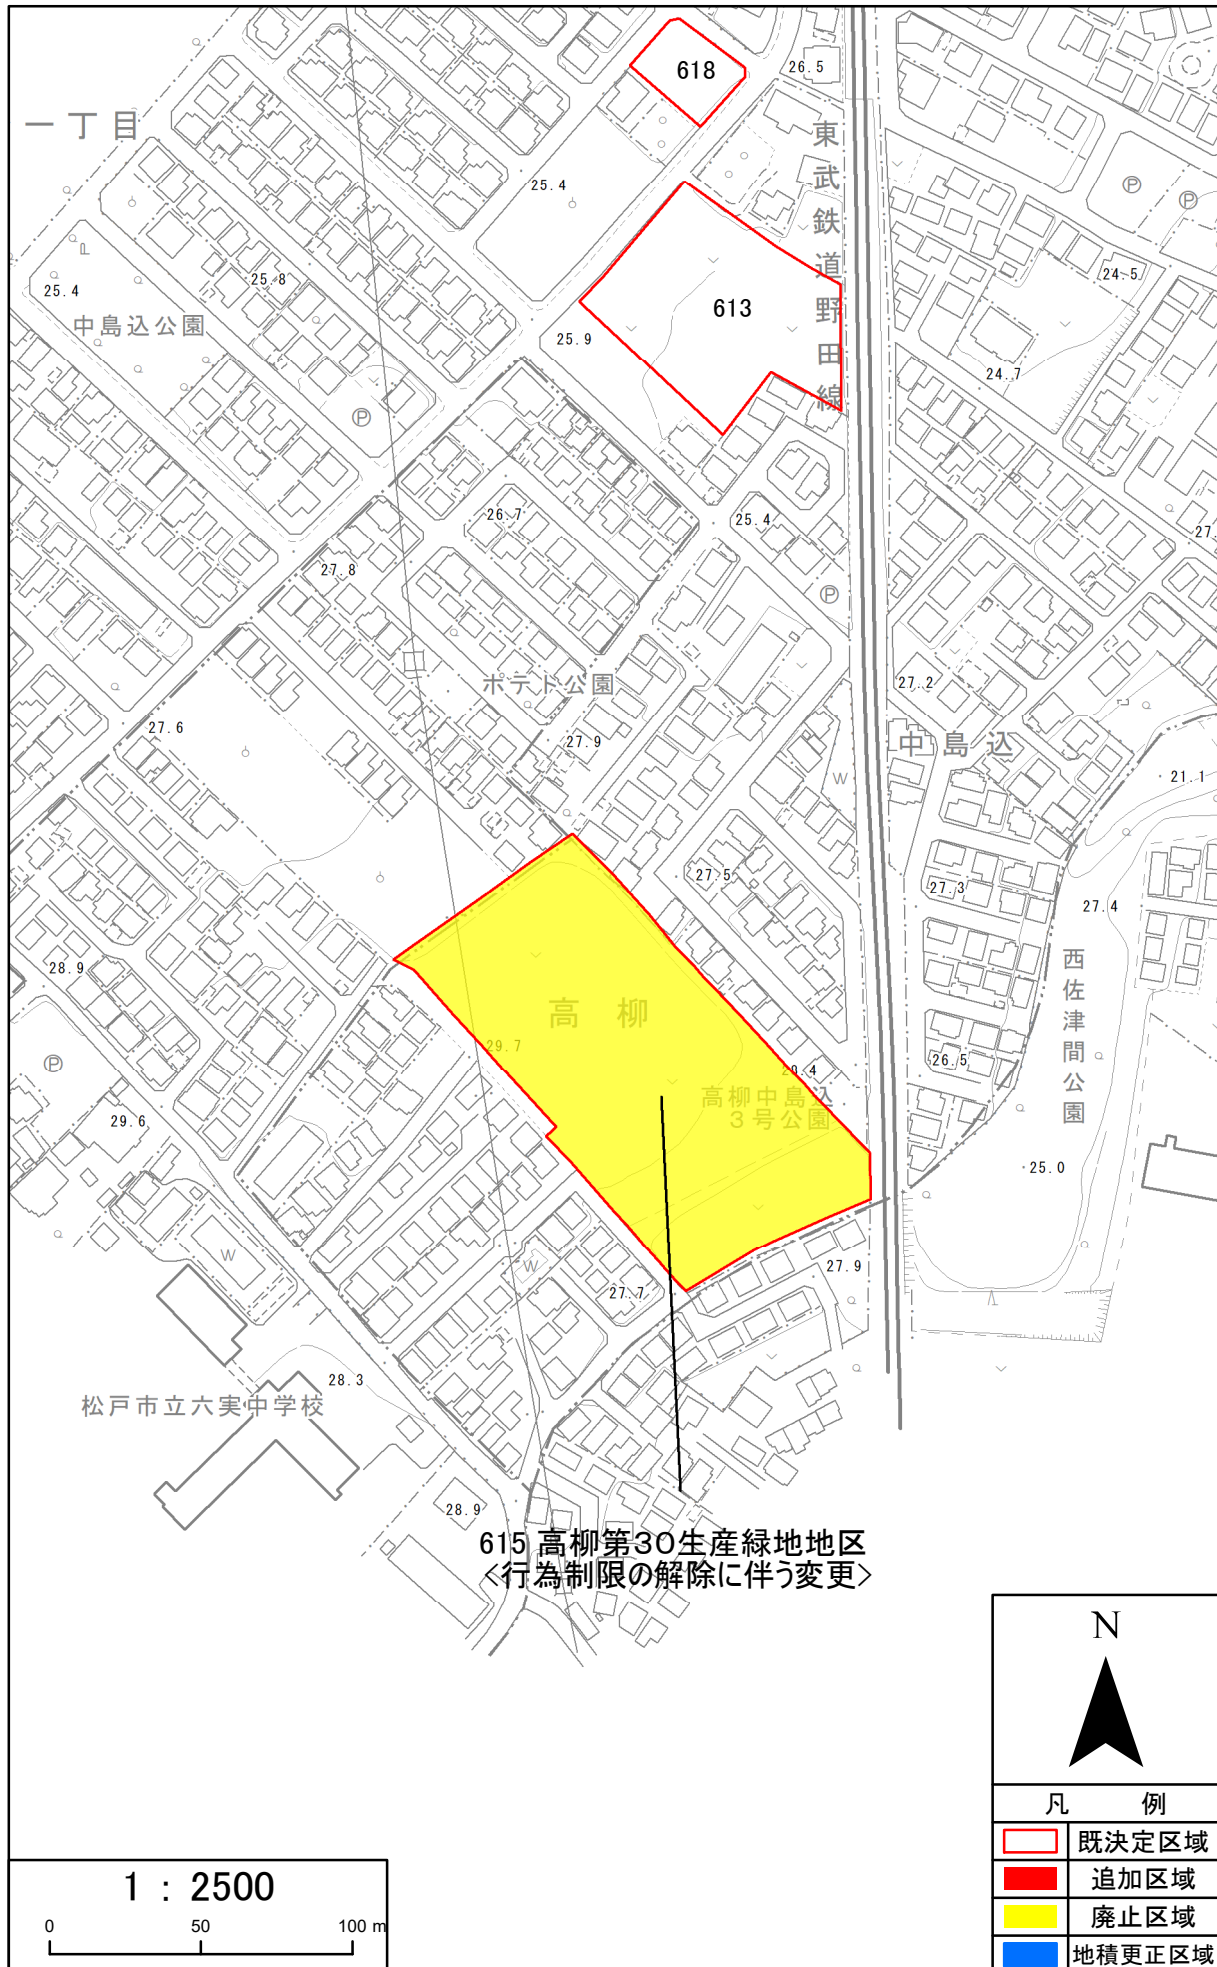 618
26.5
一丁目
東武鉄道野田線
25.4
P
P
25.8
25.4
24.5
中島込公園
613
25.9
24.7
P
26.7
25.4
27.
27.8
P
ポテト公園
27.2
27.6
27.9
中島込
21.1
W
27.5
27.3
27.4
28.9
西佐津間公園
高柳
29.7
P
29.4
26.5
高柳中島込
3号公園
29.6
25.0
W
W
27.9
27.7
28.3
松戸市立六実中学校
28.9
615 高柳第30生産緑地地区
<行為制限の解除に伴う変更>
N
凡 例
既決定区域
追加区域
廃止区域
地積更正区域
1 : 2500
0 50 100 m